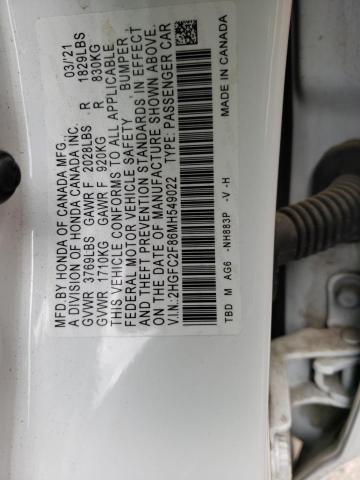 MFD BY HONDA OF CANADA MFG. 03/'21
A DIVISION OF HONDA CANADA INC.
GVWR 3769LBS GAWR F 2028LBS R 1829LBS
GVWR 1710KG GAWR F 920KG R 830KG
THIS VEHICLE CONFORMS TO ALL APPLICABLE
FEDERAL MOTOR VEHICLE SAFETY BUMPER,
AND THEFT PREVENTION STANDARDS IN EFFECT
ON THE DATE OF MANUFACTURE SHOWN ABOVE.
V.I.N.:2HGFC2F86MH549022 TYPE: PASSENGER CAR
TBD M AG6 -NH883P -V -H MADE IN CANADA